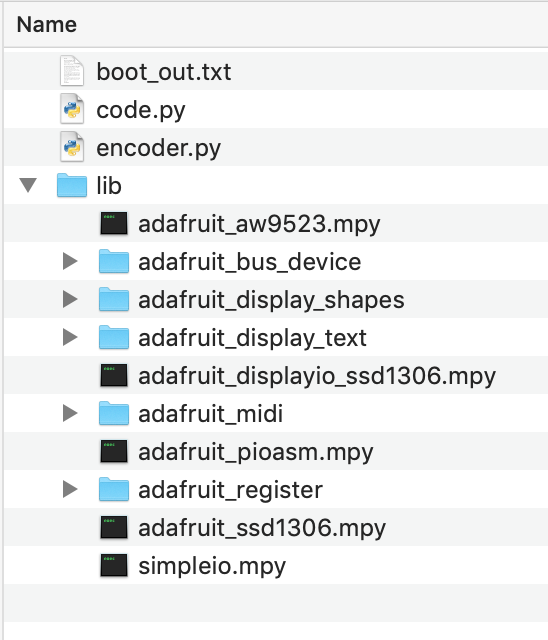 Name
boot_out.txt
code.py
encoder.py
lib
adafruit_aw9523.mpy
adafruit_bus_device
adafruit_display_shapes
adafruit_display_text
adafruit_displayio_ssd1306.mpy
adafruit_midi
adafruit_pioasm.mpy
adafruit_register
adafruit_ssd1306.mpy
simpleio.mpy